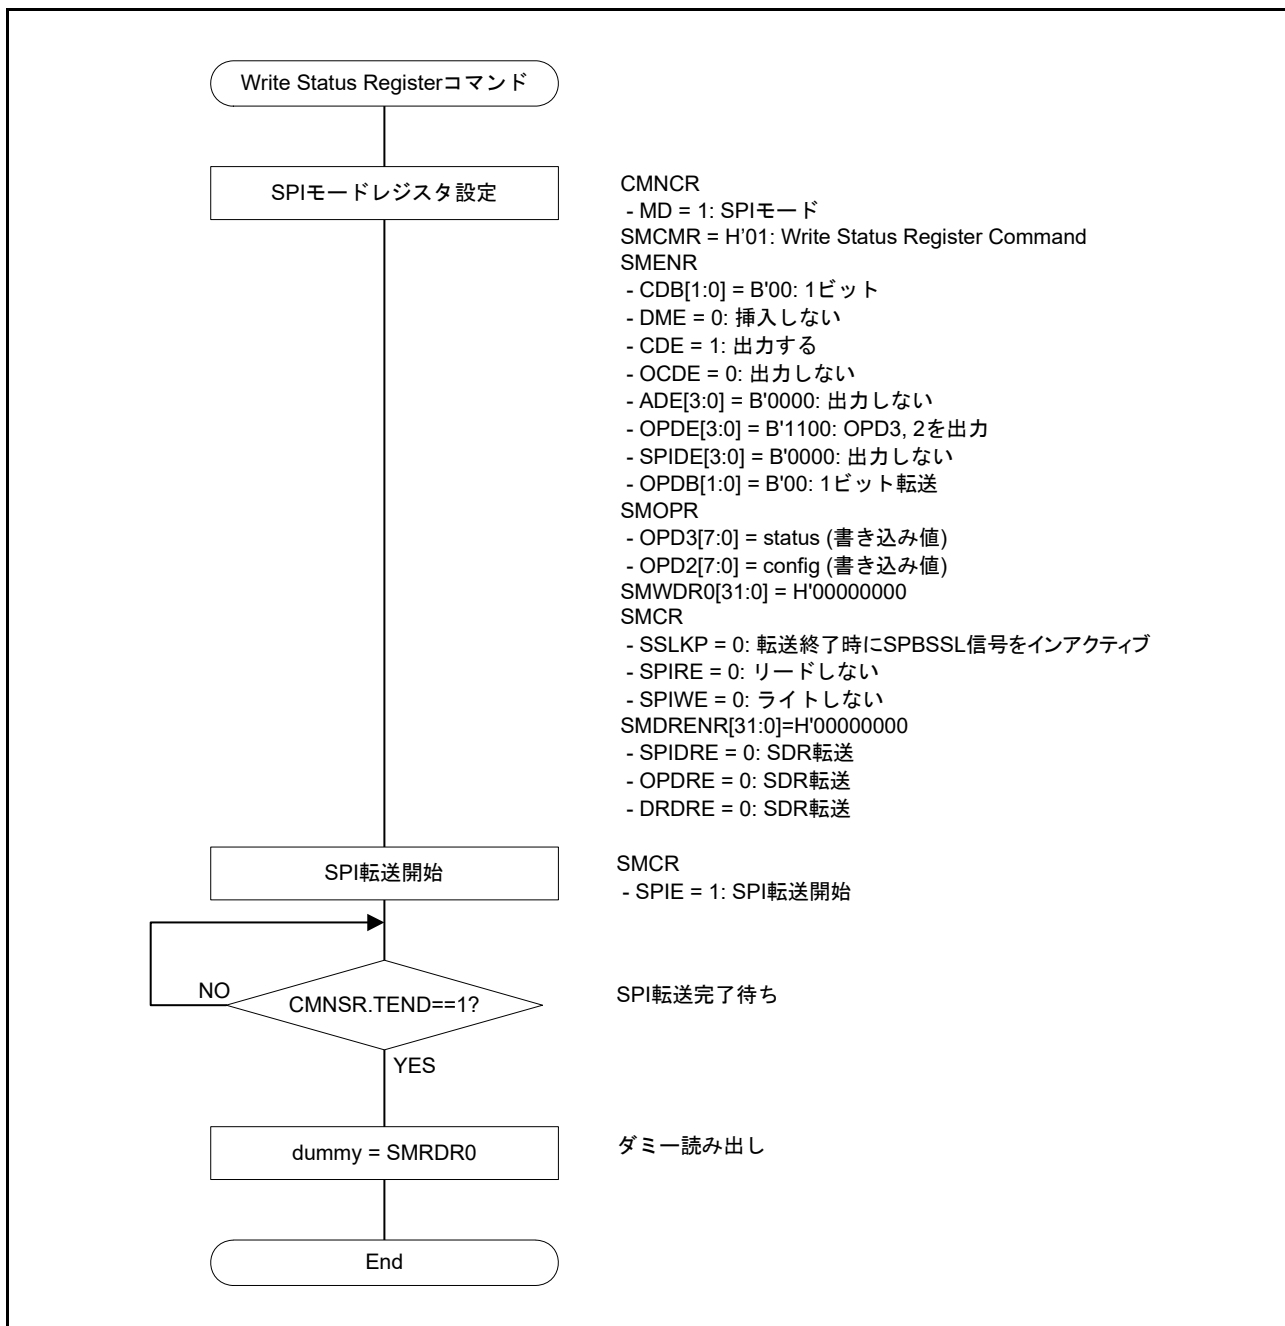 Write Status Registerコマンド
SPIモードレジスタ設定
CMNCR
- MD = 1: SPIモード
SMCMR = H’01: Write Status Register Command
SMENR
- CDB[1:0] = B'00: 1ビット
- DME = 0: 挿入しない
- CDE = 1: 出力する
- OCDE = 0: 出力しない
- ADE[3:0] = B'0000: 出力しない
- OPDE[3:0] = B'1100: OPD3, 2を出力
- SPIDE[3:0] = B'0000: 出力しない
- OPDB[1:0] = B'00: 1ビット転送
SMOPR
- OPD3[7:0] = status (書き込み値)
- OPD2[7:0] = config (書き込み値)
SMWDR0[31:0] = H'00000000
SMCR
- SSLKP = 0: 転送終了時にSPBSSL信号をインアクティブ
- SPIRE = 0: リードしない
- SPIWE = 0: ライトしない
SMDRENR[31:0]=H'00000000
- SPIDRE = 0: SDR転送
- OPDRE = 0: SDR転送
- DRDRE = 0: SDR転送
SPI転送開始
SMCR
- SPIE = 1: SPI転送開始
NO
CMNSR.TEND==1?
SPI転送完了待ち
YES
dummy = SMRDR0
ダミー読み出し
End